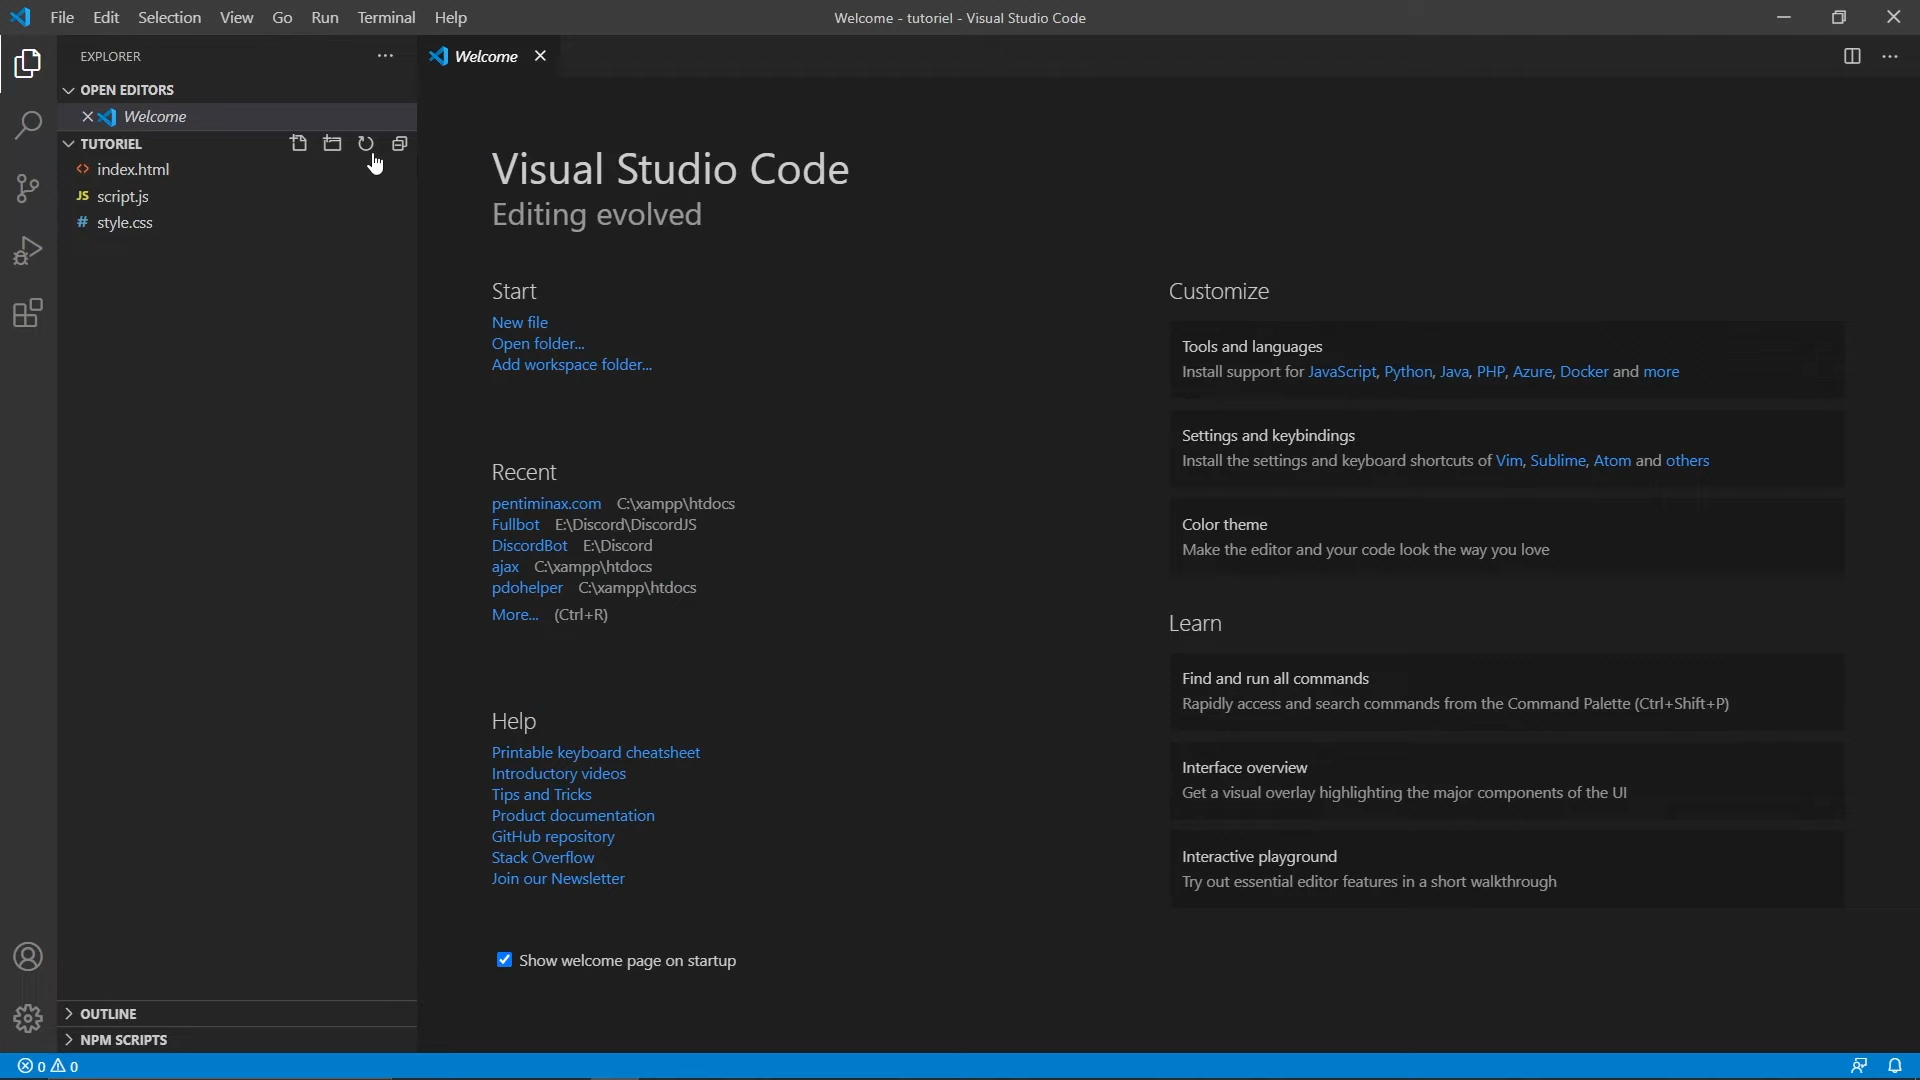 File Edit Selection View Go Run Terminal Help
Welcome - tutoriel - Visual Studio Code
EXPLORER
OPEN EDITORS
Welcome
TUTORIEL
<> index.html
JS script.js
# style.css
OUTLINE
NPM SCRIPTS
Welcome
Visual Studio Code
Editing evolved
Start
New file
Open folder...
Add workspace folder...
Recent
pentiminax.com C:\xampp\htdocs
Fullbot E:\Discord\DiscordJS
DiscordBot E:\Discord
ajax C:\xampp\htdocs
pdohelper C:\xampp\htdocs
More... (Ctrl+R)
Help
Printable keyboard cheatsheet
Introductory videos
Tips and Tricks
Product documentation
GitHub repository
Stack Overflow
Join our Newsletter
Show welcome page on startup
Customize
Tools and languages
Install support for JavaScript, Python, Java, PHP, Azure, Docker and more
Settings and keybindings
Install the settings and keyboard shortcuts of Vim, Sublime, Atom and others
Color theme
Make the editor and your code look the way you love
Learn
Find and run all commands
Rapidly access and search commands from the Command Palette (Ctrl+Shift+P)
Interface overview
Get a visual overlay highlighting the major components of the UI
Interactive playground
Try out essential editor features in a short walkthrough
0 0